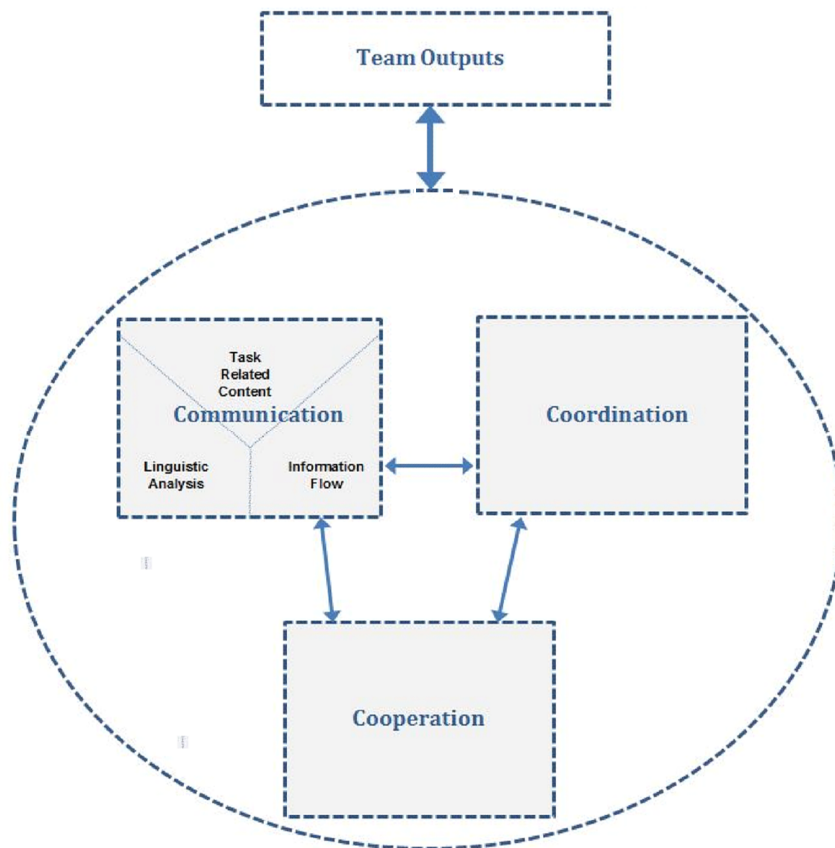 Team Outputs
Task
Related
Content
Communication
Linguistic
Analysis
Information
Flow
Coordination
Cooperation